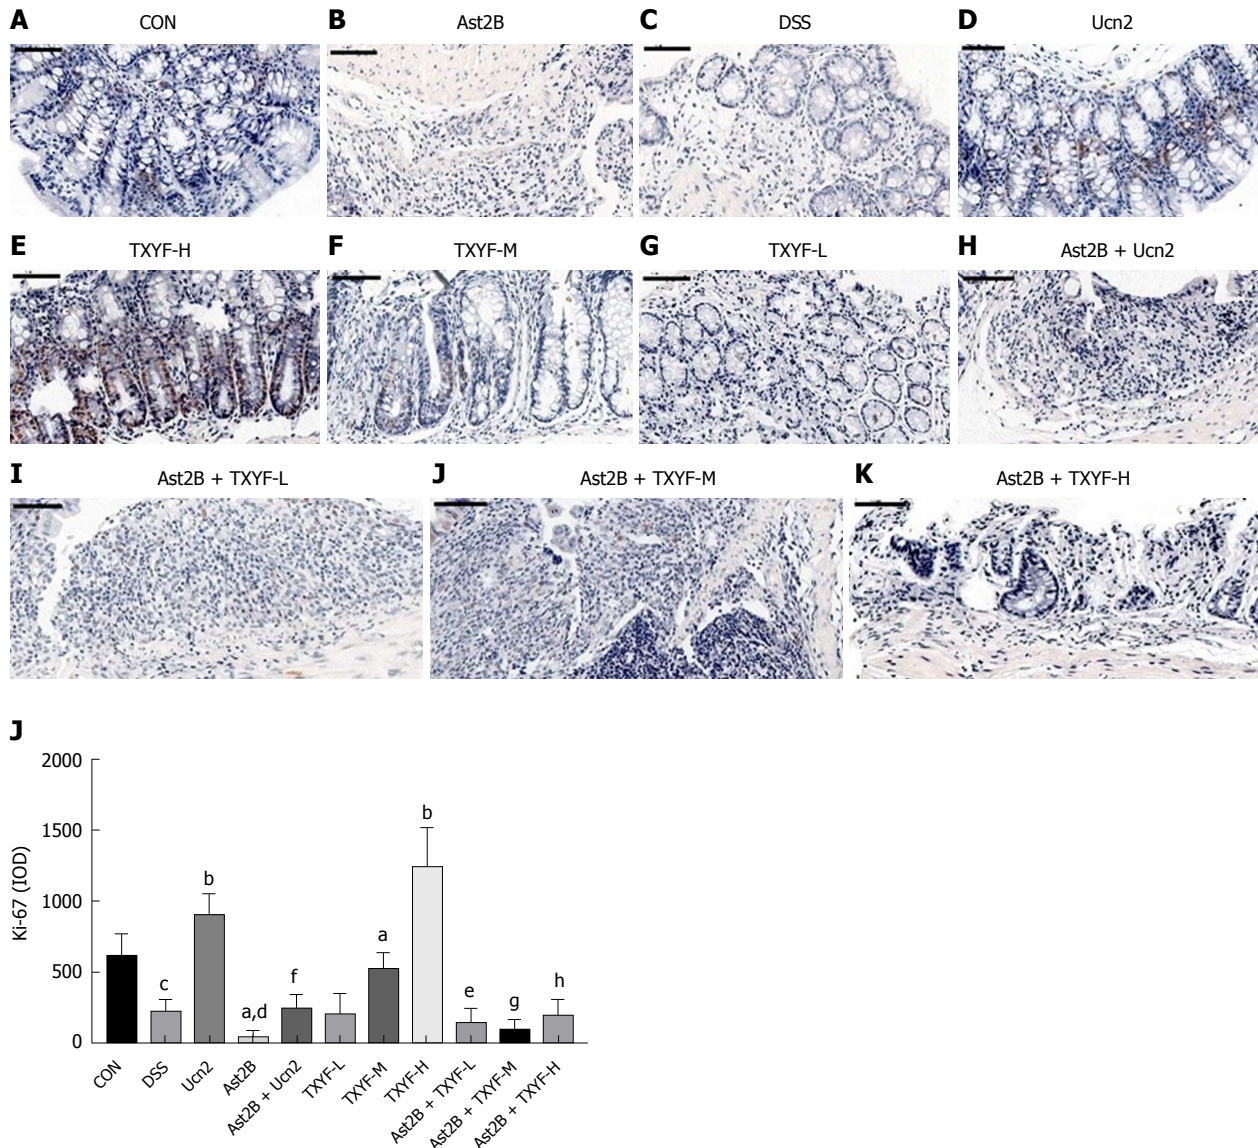 A CON B Ast2B C DSS D Ucn2
E TXYF-H F TXYF-M G TXYF-L H Ast2B + Ucn2
I Ast2B + TXYF-L J Ast2B + TXYF-M K Ast2B + TXYF-H
J
2000
1500
1000
500
0
Ki-67 (IOD)
c
b
a,d
f
a
b
e
g
h
CON
DSS
Ucn2
Ast2B
Ast2B + Ucn2
TXYF-L
TXYF-M
TXYF-H
Ast2B + TXYF-L
Ast2B + TXYF-M
Ast2B + TXYF-H